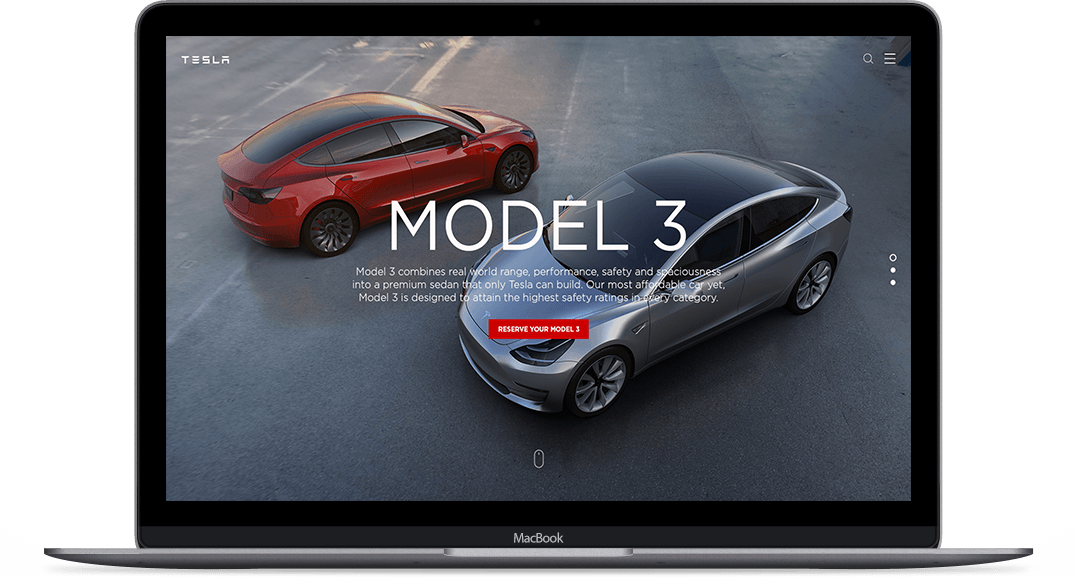 TESLA
MODEL 3
Model 3 combines real world range, performance, safety and spaciousness
into a premium sedan that only Tesla can build. Our most affordable car yet,
Model 3 is designed to attain the highest safety ratings in every category.
RESERVE YOUR MODEL 3
MacBook